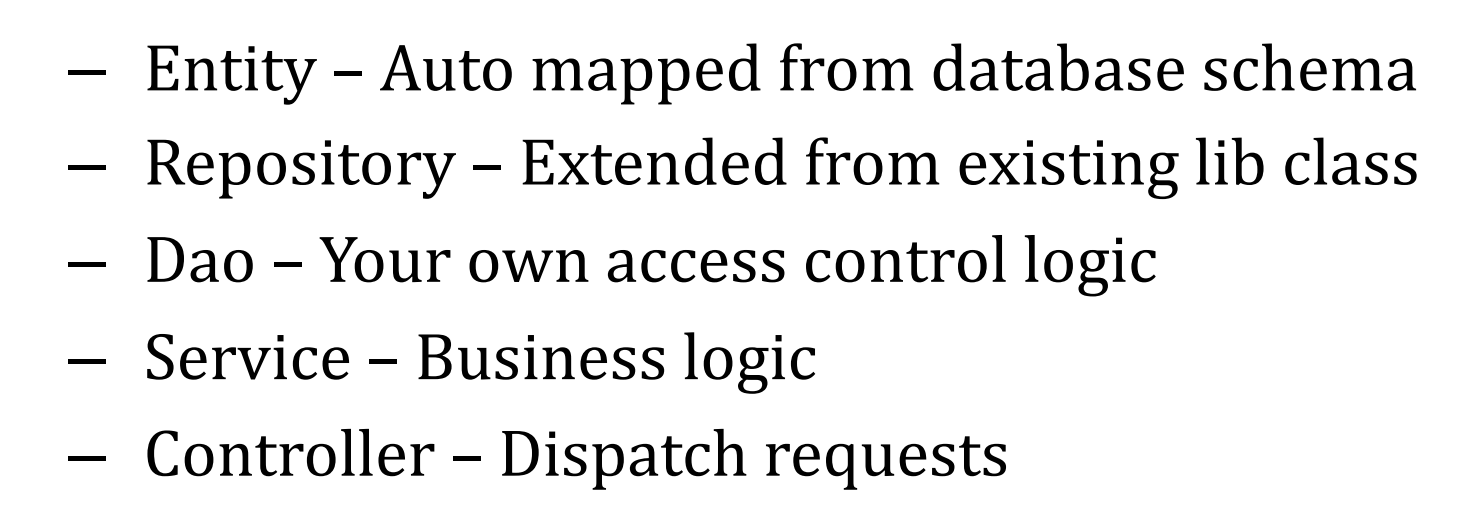 – Entity – Auto mapped from database schema
– Repository – Extended from existing lib class
– Dao – Your own access control logic
– Service – Business logic
– Controller – Dispatch requests